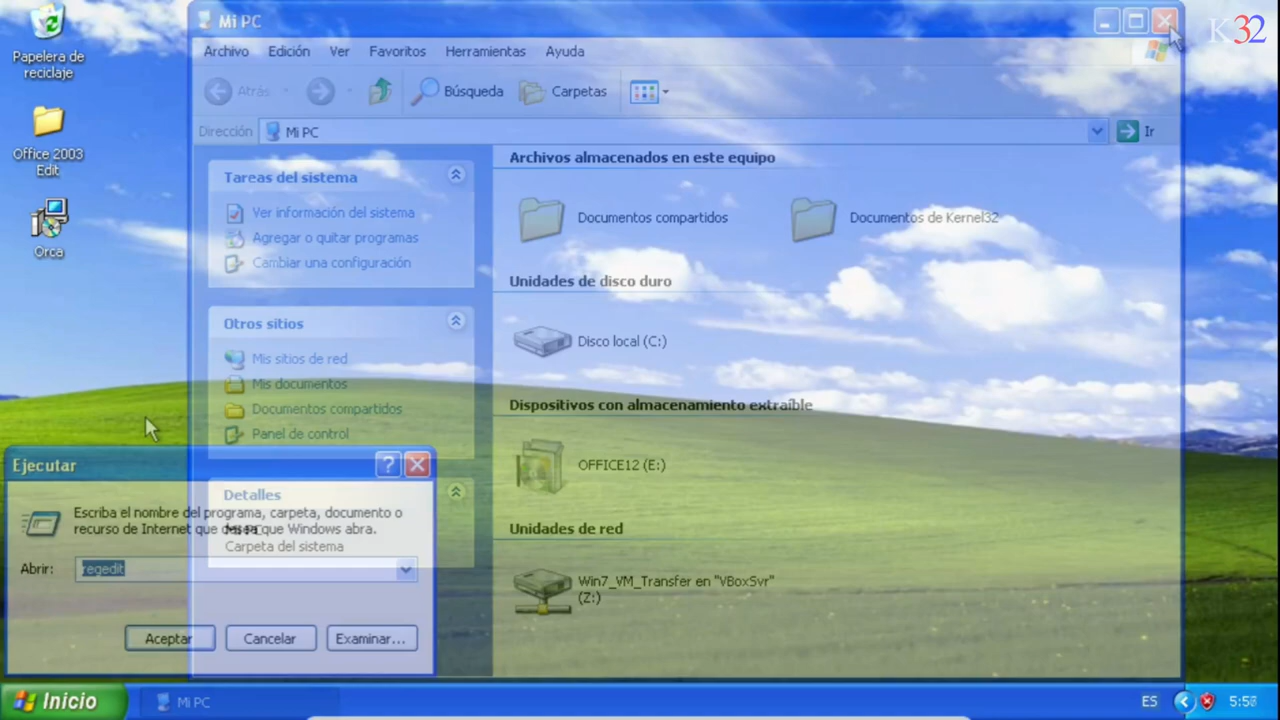 Mi PC
K32
Archivo Edición Ver Favoritos Herramientas Ayuda
Atrás Búsqueda Carpetas
Dirección Mi PC Ir
Papelera de
reciclaje
Office 2003
Edit
Orca
Tareas del sistema
Ver información del sistema
Agregar o quitar programas
Cambiar una configuración
Otros sitios
Mis sitios de red
Mis documentos
Documentos compartidos
Panel de control
Detalles
Mi PC
Carpeta del sistema
Archivos almacenados en este equipo
Documentos compartidos Documentos de Kernel32
Unidades de disco duro
Disco local (C:)
Dispositivos con almacenamiento extraíble
OFFICE12 (E:)
Unidades de red
Win7_VM_Transfer en "VBoxSvr"
(Z:)
Ejecutar
Escriba el nombre del programa, carpeta, documento o
recurso de Internet que desea que Windows abra.
Abrir: regedit
Aceptar Cancelar Examinar...
Inicio Mi PC ES